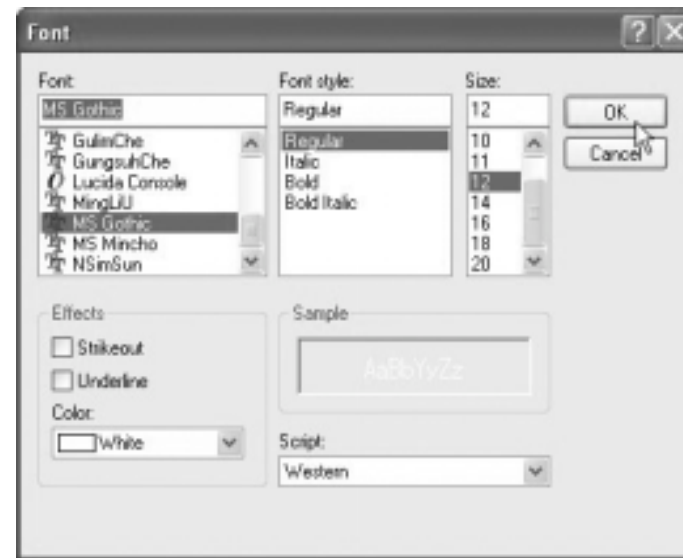 Font
Font:
MS Gothic
GulimChe
GungsuhChe
Lucida Console
MingLiU
MS Gothic
MS Mincho
NSimSun
Font style:
Regular
Regular
Italic
Bold
Bold Italic
Size:
12
10
11
12
14
16
18
20
OK
Cancel
Effects
Strikeout
Underline
Color:
White
Sample
AaBbYyZz
Script:
Western